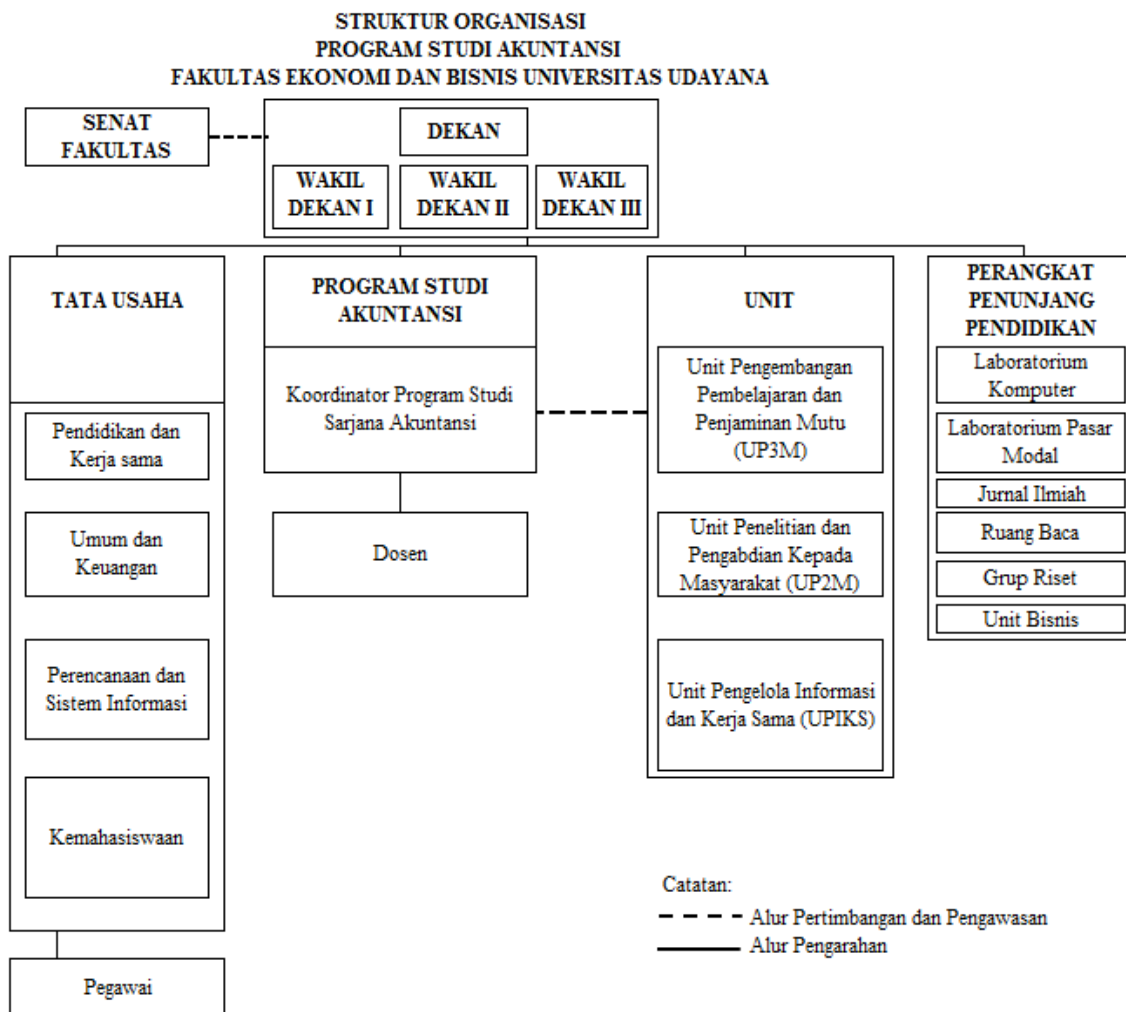 STRUKTUR ORGANISASI
PROGRAM STUDI AKUNTANSI
FAKULTAS EKONOMI DAN BISNIS UNIVERSITAS UDAYANA
SENAT
FAKULTAS
DEKAN
WAKIL
DEKAN I
WAKIL
DEKAN II
WAKIL
DEKAN III
TATA USAHA
Pendidikan dan
Kerja sama
Umum dan
Keuangan
Perencanaan dan
Sistem Informasi
Kemahasiswaan
Pegawai
PROGRAM STUDI
AKUNTANSI
Koordinator Program Studi
Sarjana Akuntansi
Dosen
UNIT
Unit Pengembangan
Pembelajaran dan
Penjaminan Mutu
(UP3M)
Unit Penelitian dan
Pengabdian Kepada
Masyarakat (UP2M)
Unit Pengelola Informasi
dan Kerja Sama (UPIKS)
PERANGKAT
PENUNJANG
PENDIDIKAN
Laboratorium
Komputer
Laboratorium Pasar
Modal
Jurnal Ilmiah
Ruang Baca
Grup Riset
Unit Bisnis
Catatan:
Alur Pertimbangan dan Pengawasan
Alur Pengarahan